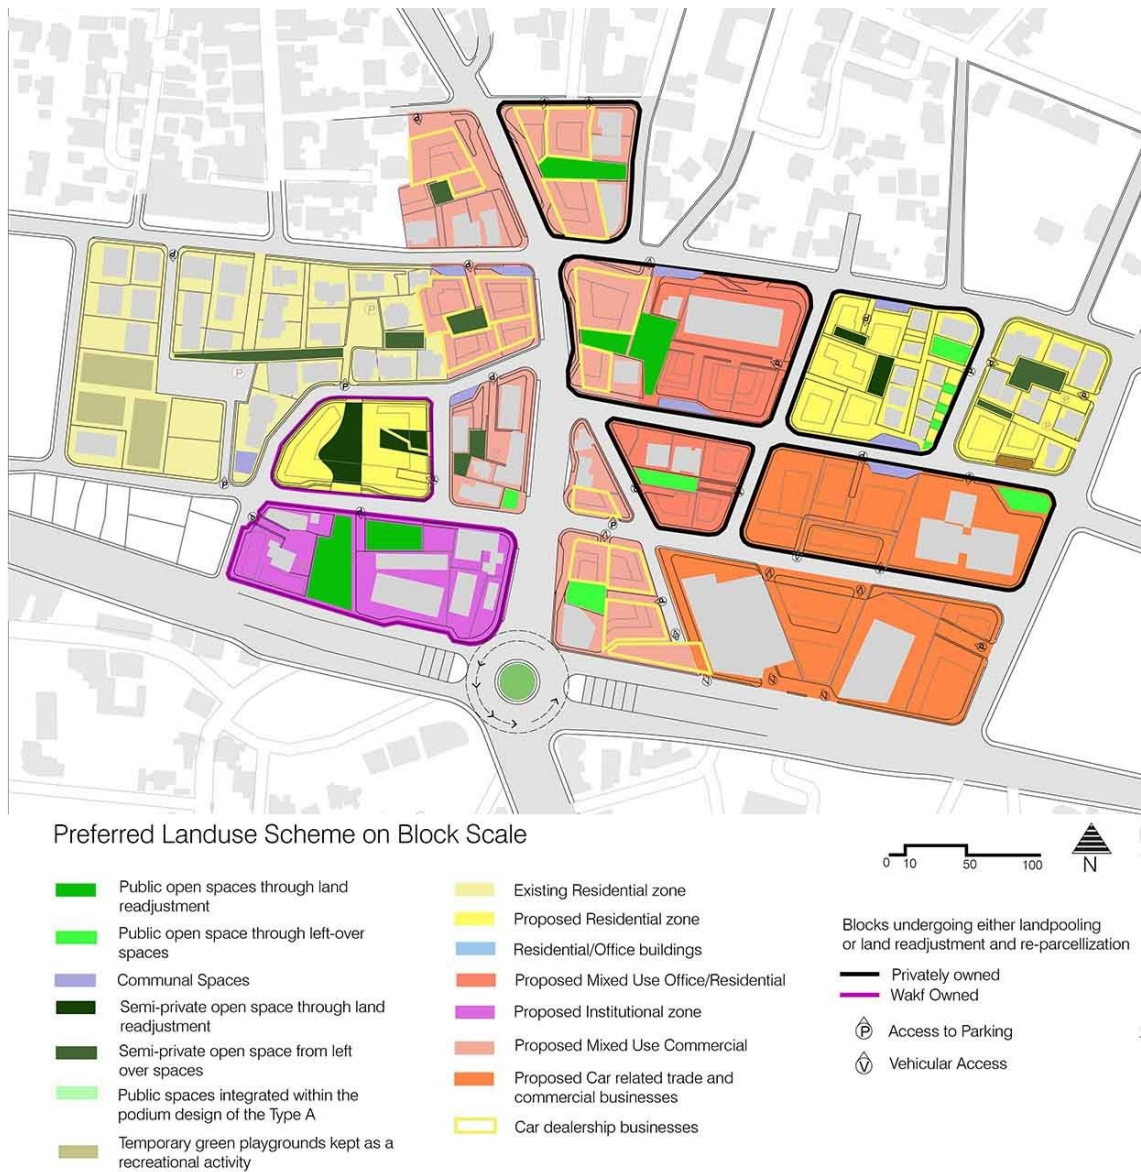 Preferred Landuse Scheme on Block Scale
Public open spaces through land
readjustment
Public open space through left-over
spaces
Communal Spaces
Semi-private open space through land
readjustment
Semi-private open space from left
over spaces
Public spaces integrated within the
podium design of the Type A
Temporary green playgrounds kept as a
recreational activity
Existing Residential zone
Proposed Residential zone
Residential/Office buildings
Proposed Mixed Use Office/Residential
Proposed Institutional zone
Proposed Mixed Use Commercial
Proposed Car related trade and
commercial businesses
Car dealership businesses
0 10 50 100
N
Blocks undergoing either landpooling
or land readjustment and re-parcellization
Privately owned
Wakf Owned
P Access to Parking
V Vehicular Access